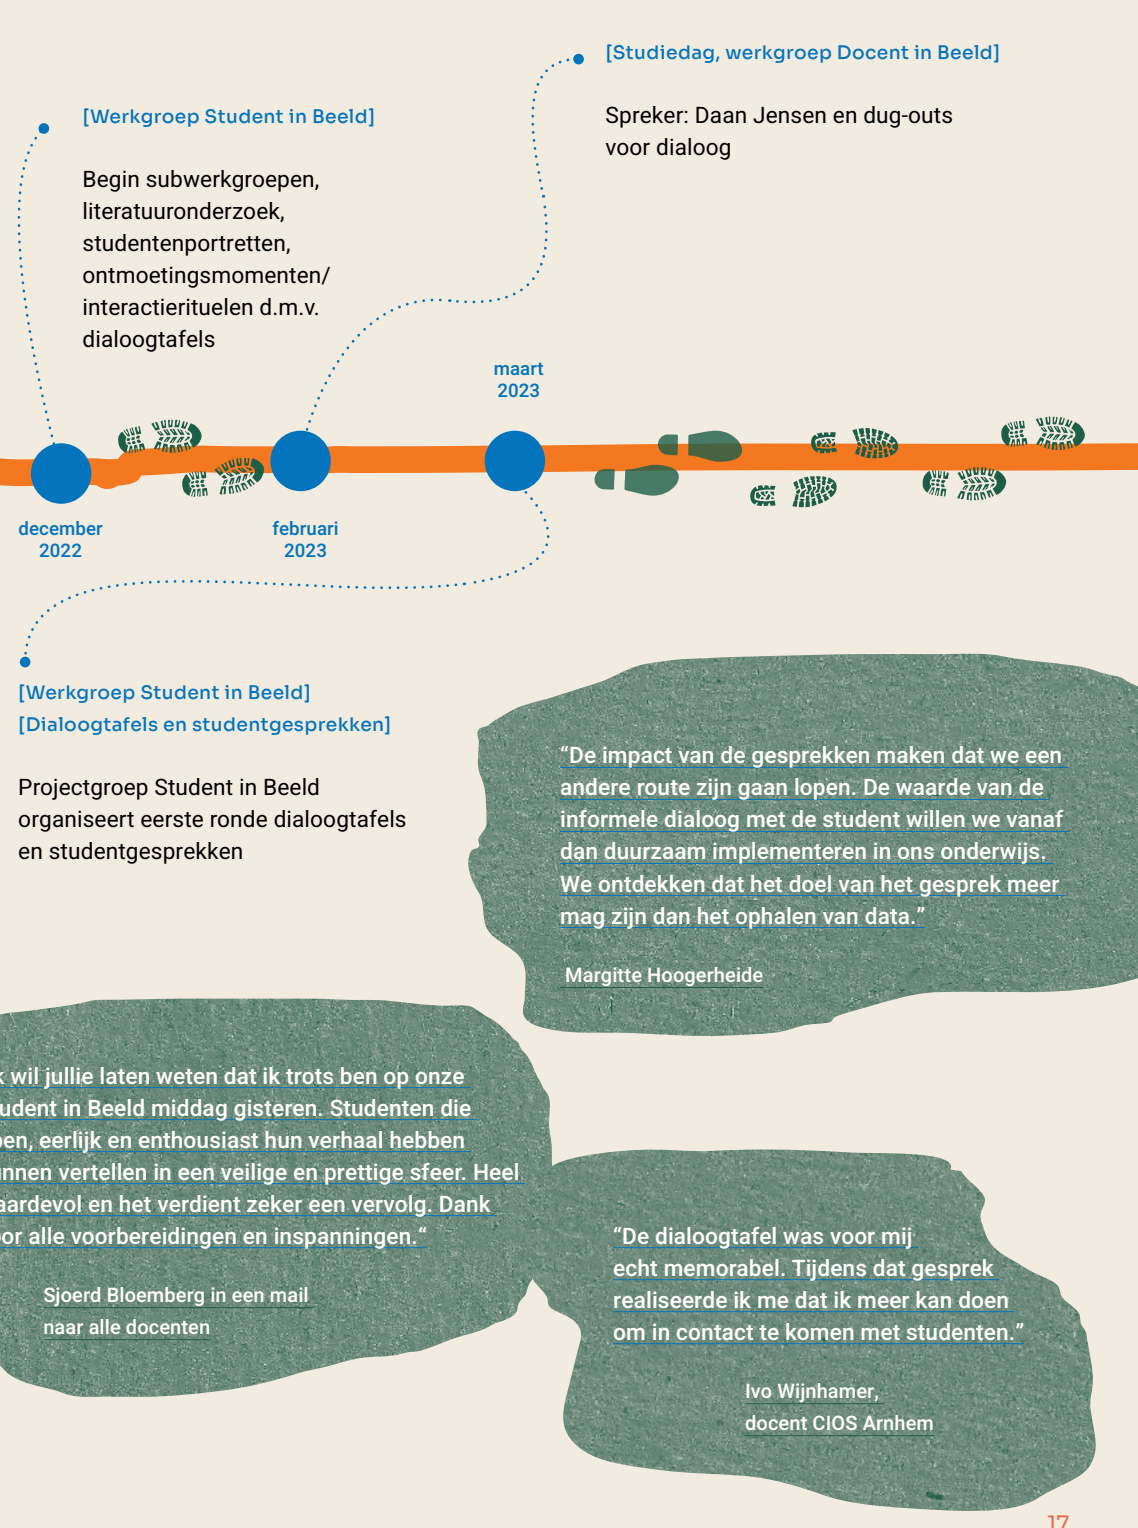 [Studiedag, werkgroep Docent in Beeld]
Spreker: Daan Jensen en dug-outs
voor dialoog
[Werkgroep Student in Beeld]
Begin subwerkgroepen,
literatuuronderzoek,
studentenportretten,
ontmoetingsmomenten/
interactierituelen d.m.v.
dialoogtafels
maart
2023
december
2022
februari
2023
[Werkgroep Student in Beeld]
[Dialoogtafels en studentgesprekken]
Projectgroep Student in Beeld
organiseert eerste ronde dialoogtafels
en studentgesprekken
“De impact van de gesprekken maken dat we een
andere route zijn gaan lopen. De waarde van de
informele dialoog met de student willen we vanaf
dan duurzaam implementeren in ons onderwijs.
We ontdekken dat het doel van het gesprek meer
mag zijn dan het ophalen van data.”
Margitte Hoogerheide
wil jullie laten weten dat ik trots ben op onze
udent in Beeld middag gisteren. Studenten die
en, eerlijk en enthousiast hun verhaal hebben
nnen vertellen in een veilige en prettige sfeer. Heel
aardevol en het verdient zeker een vervolg. Dank
or alle voorbereidingen en inspanningen.“
Sjoerd Bloemberg in een mail
naar alle docenten
“De dialoogtafel was voor mij
echt memorabel. Tijdens dat gesprek
realiseerde ik me dat ik meer kan doen
om in contact te komen met studenten.”
Ivo Wijnhamer,
docent CIOS Arnhem
17